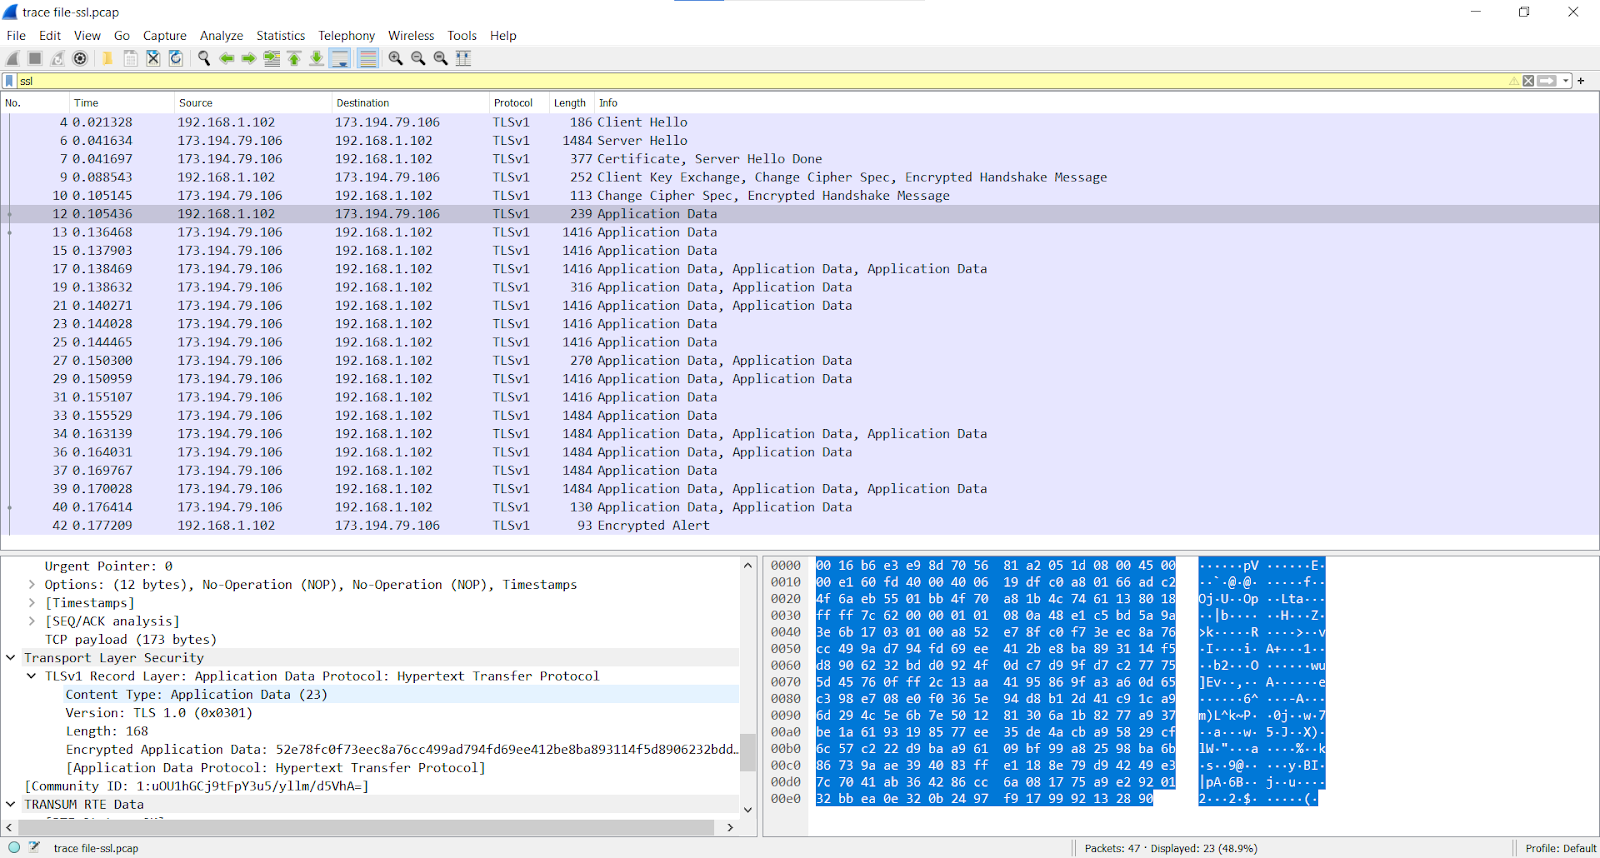 trace file-ssl.pcap
File Edit View Go Capture Analyze Statistics Telephony Wireless Tools Help
ssl
No. Time Source Destination Protocol Length Info
4 0.021328 192.168.1.102 173.194.79.106 TLSv1 186 Client Hello
6 0.041634 173.194.79.106 192.168.1.102 TLSv1 1484 Server Hello
7 0.041697 173.194.79.106 192.168.1.102 TLSv1 377 Certificate, Server Hello Done
9 0.088543 192.168.1.102 173.194.79.106 TLSv1 252 Client Key Exchange, Change Cipher Spec, Encrypted Handshake Message
10 0.105145 173.194.79.106 192.168.1.102 TLSv1 113 Change Cipher Spec, Encrypted Handshake Message
12 0.105436 192.168.1.102 173.194.79.106 TLSv1 239 Application Data
13 0.136468 173.194.79.106 192.168.1.102 TLSv1 1416 Application Data
15 0.137903 173.194.79.106 192.168.1.102 TLSv1 1416 Application Data
17 0.138469 173.194.79.106 192.168.1.102 TLSv1 1416 Application Data, Application Data, Application Data
19 0.138632 173.194.79.106 192.168.1.102 TLSv1 316 Application Data, Application Data
21 0.140271 173.194.79.106 192.168.1.102 TLSv1 1416 Application Data, Application Data
23 0.144028 173.194.79.106 192.168.1.102 TLSv1 1416 Application Data
25 0.144465 173.194.79.106 192.168.1.102 TLSv1 1416 Application Data
27 0.150300 173.194.79.106 192.168.1.102 TLSv1 270 Application Data, Application Data
29 0.150959 173.194.79.106 192.168.1.102 TLSv1 1416 Application Data, Application Data
31 0.155107 173.194.79.106 192.168.1.102 TLSv1 1416 Application Data
33 0.155529 173.194.79.106 192.168.1.102 TLSv1 1484 Application Data
34 0.163139 173.194.79.106 192.168.1.102 TLSv1 1484 Application Data, Application Data, Application Data
36 0.164031 173.194.79.106 192.168.1.102 TLSv1 1484 Application Data, Application Data
37 0.169767 173.194.79.106 192.168.1.102 TLSv1 1484 Application Data
39 0.170028 173.194.79.106 192.168.1.102 TLSv1 1484 Application Data, Application Data, Application Data
40 0.176414 173.194.79.106 192.168.1.102 TLSv1 130 Application Data, Application Data
42 0.177209 192.168.1.102 173.194.79.106 TLSv1 93 Encrypted Alert
Urgent Pointer: 0
Options: (12 bytes), No-Operation (NOP), No-Operation (NOP), Timestamps
[Timestamps]
[SEQ/ACK analysis]
TCP payload (173 bytes)
Transport Layer Security
TLSv1 Record Layer: Application Data Protocol: Hypertext Transfer Protocol
Content Type: Application Data (23)
Version: TLS 1.0 (0x0301)
Length: 168
Encrypted Application Data: 52e78fc0f73eec8a76cc499ad794fd69ee412be8ba893114f5d8906232bdd…
[Application Data Protocol: Hypertext Transfer Protocol]
[Community ID: 1:uOU1hGCj9tFpY3u5/yllm/d5VhA=]
TRANSUM RTE Data
0000 00 16 b6 e3 e9 8d 70 56 81 a2 05 1d 08 00 45 00 ······pV ······E·
0010 00 e1 60 fd 40 00 40 06 19 df c0 a8 01 66 ad c2 ··`·@·@· ·····f··
0020 4f 6a eb 55 01 bb 4f 70 a8 1b 4c 74 61 13 80 18 Oj·U··Op ··Lta···
0030 ff ff 7c 62 00 00 01 01 08 0a 48 e1 c5 bd 5a 9a ··|b···· ··H···Z·
0040 3e 6b 17 03 01 00 a8 52 e7 8f c0 f7 3e ec 8a 76 >k·····R ····>··v
0050 cc 49 9a d7 94 fd 69 ee 41 2b e8 ba 89 31 14 f5 ·I····i· A+···1··
0060 d8 90 62 32 bd d0 92 4f 0d c7 d9 9f d7 c2 77 75 ··b2···O ······wu
0070 5d 45 76 0f ff 2c 13 aa 41 95 86 9f a3 a6 0d 65 ]Ev··,·· A······e
0080 c3 98 e7 08 e0 f0 36 5e 94 d8 b1 2d 41 c9 1c a9 ······6^ ···-A···
0090 6d 29 4c 5e 6b 7e 50 12 81 30 6a 1b 82 77 a9 37 m)L^k~P· ·0j··w·7
00a0 be 1a 61 93 19 85 77 ee 35 de 4a cb a9 58 29 cf ··a···w· 5·J··X)·
00b0 6c 57 c2 22 d9 ba a9 61 09 bf 99 a8 25 98 ba 6b lW·"···a ····%··k
00c0 86 73 9a ae 39 40 83 ff e1 18 8e 79 d9 42 49 e3 ·s··9@·· ···y·BI·
00d0 7c 70 41 ab 36 42 86 cc 6a 08 17 75 a9 e2 92 01 |pA·6B·· j··u····
00e0 32 bb ea 0e 32 0b 24 97 f9 17 99 92 13 28 90 2···2·$· ·····(·
trace file-ssl.pcap Packets: 47 · Displayed: 23 (48.9%) Profile: Default